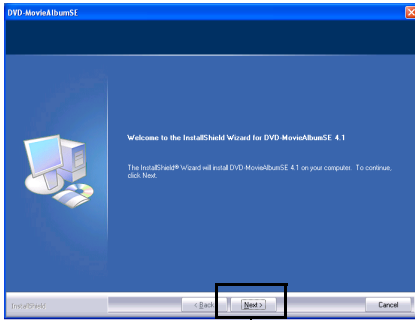 DVD-MovieAlbumSE
Welcome to the InstallShield Wizard for DVD-MovieAlbumSE 4.1
The InstallShield® Wizard will install DVD-MovieAlbumSE 4.1 on your computer. To continue,
click Next.
InstallShield
< Back
Next >
Cancel